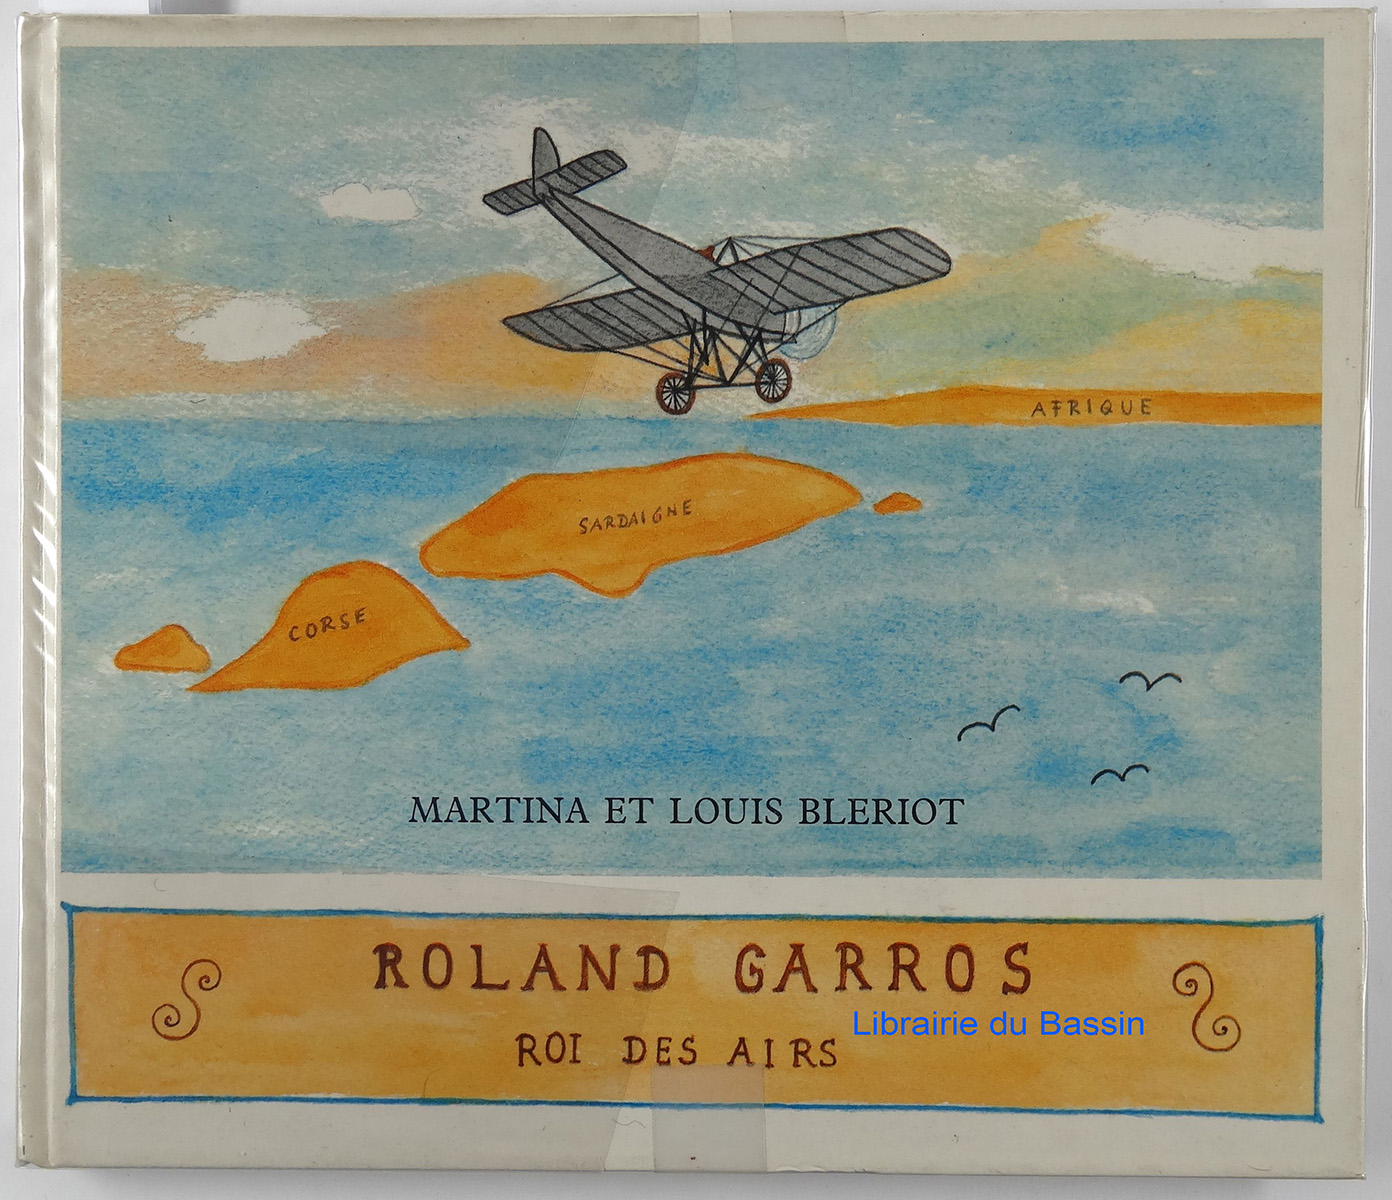 AFRIQUE
SARDAIGNE
CORSE
MARTINA ET LOUIS BLERIOT
ROLAND GARROS
Librairie du Bassin
ROI DES AIRS